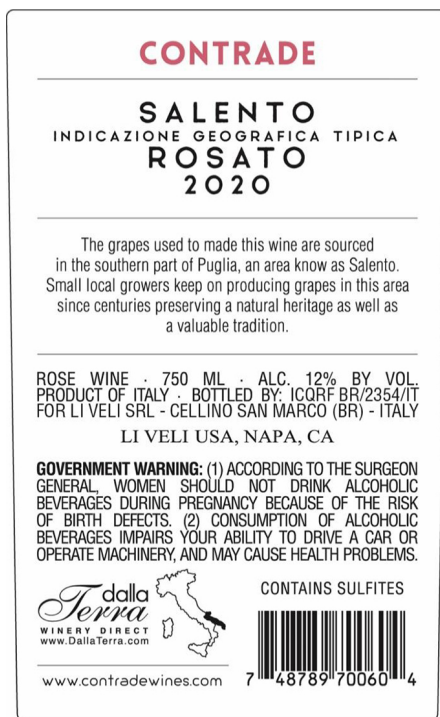 CONTRADE
SALENTO
INDICAZIONE GEOGRAFICA TIPICA
ROSATO
2020
The grapes used to made this wine are sourced
in the southern part of Puglia, an area know as Salento.
Small local growers keep on producing grapes in this area
since centuries preserving a natural heritage as well as
a valuable tradition.
ROSE WINE · 750 ML · ALC. 12% BY VOL.
PRODUCT OF ITALY · BOTTLED BY: ICQRF BR/2354/IT
FOR LI VELI SRL - CELLINO SAN MARCO (BR) - ITALY
LI VELI USA, NAPA, CA
GOVERNMENT WARNING: (1) ACCORDING TO THE SURGEON
GENERAL, WOMEN SHOULD NOT DRINK ALCOHOLIC
BEVERAGES DURING PREGNANCY BECAUSE OF THE RISK
OF BIRTH DEFECTS. (2) CONSUMPTION OF ALCOHOLIC
BEVERAGES IMPAIRS YOUR ABILITY TO DRIVE A CAR OR
OPERATE MACHINERY, AND MAY CAUSE HEALTH PROBLEMS.
dalla
Terra
WINERY DIRECT
www.DallaTerra.com
CONTAINS SULFITES
www.contradewines.com
7 48789 70060 4